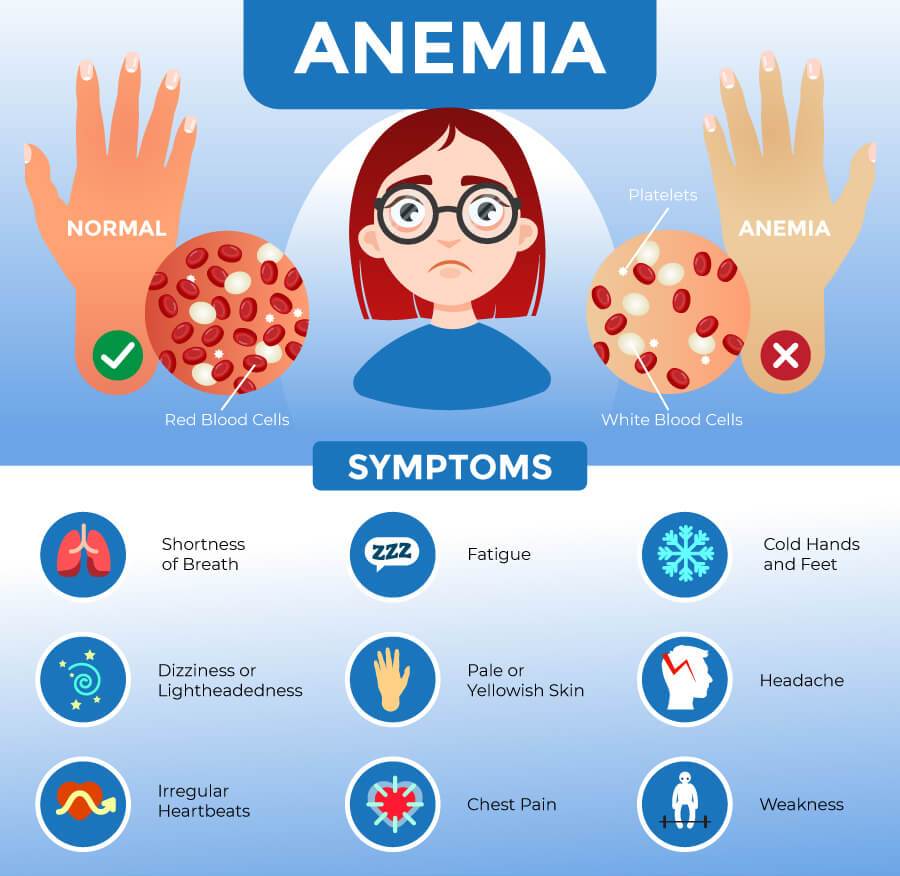 ANEMIA
Platelets
NORMAL
ANEMIA
Red Blood Cells
White Blood Cells
SYMPTOMS
Shortness
of Breath
Fatigue
Cold Hands
and Feet
Dizziness or
Lightheadedness
Pale or
Yellowish Skin
Headache
Irregular
Heartbeats
Chest Pain
Weakness
ZZZ